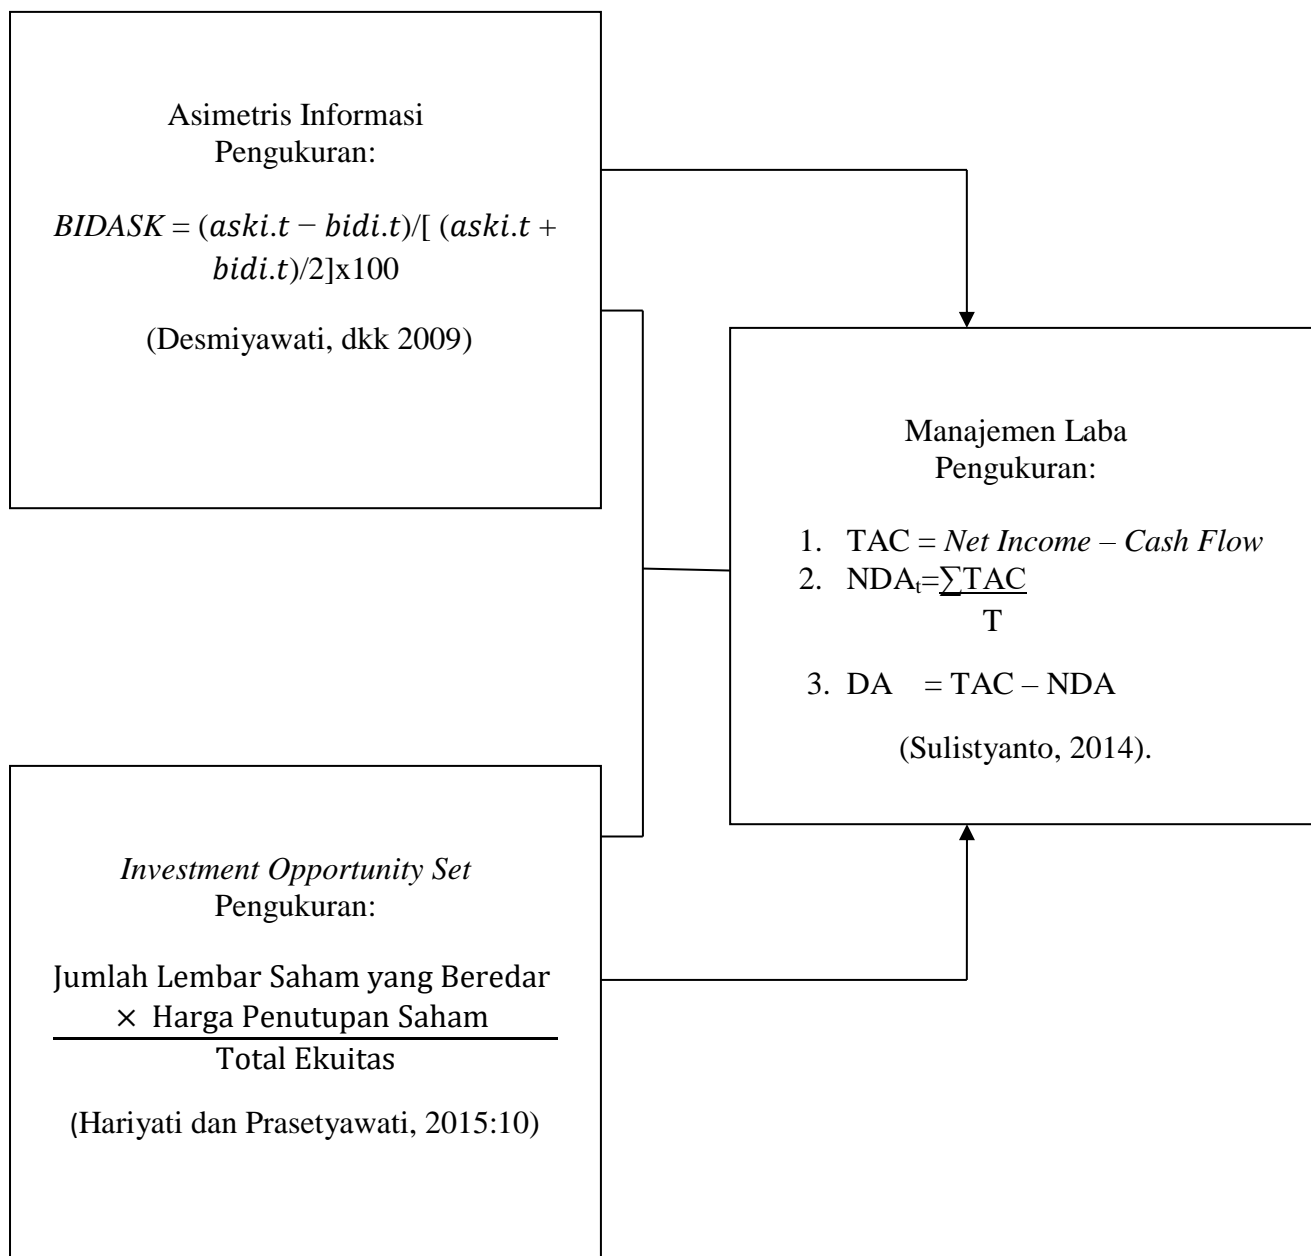 Asimetris Informasi
Pengukuran:
BIDASK = (aski.t − bidi.t)/[ (aski.t +
bidi.t)/2]x100
(Desmiyawati, dkk 2009)
Manajemen Laba
Pengukuran:
1. TAC = Net Income – Cash Flow
2. NDAt=∑TAC
T
3. DA = TAC – NDA
(Sulistyanto, 2014).
Investment Opportunity Set
Pengukuran:
Jumlah Lembar Saham yang Beredar
× Harga Penutupan Saham
Total Ekuitas
(Hariyati dan Prasetyawati, 2015:10)